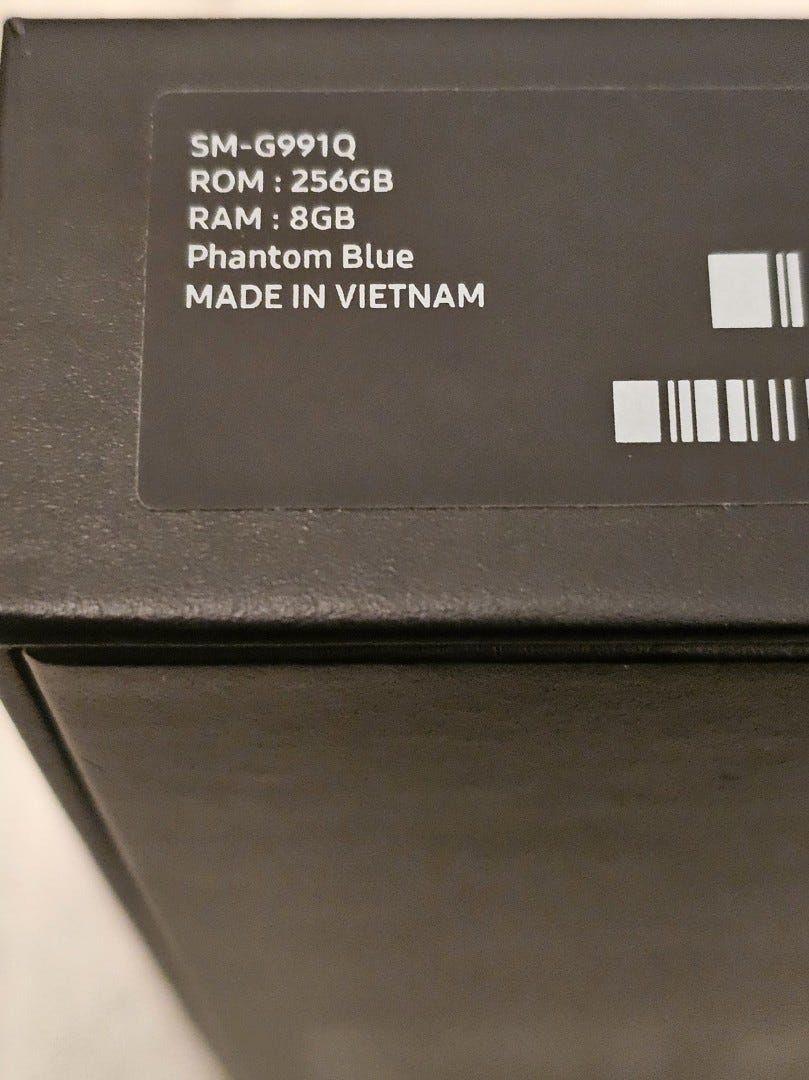 SM-G991Q
ROM : 256GB
RAM : 8GB
Phantom Blue
MADE IN VIETNAM